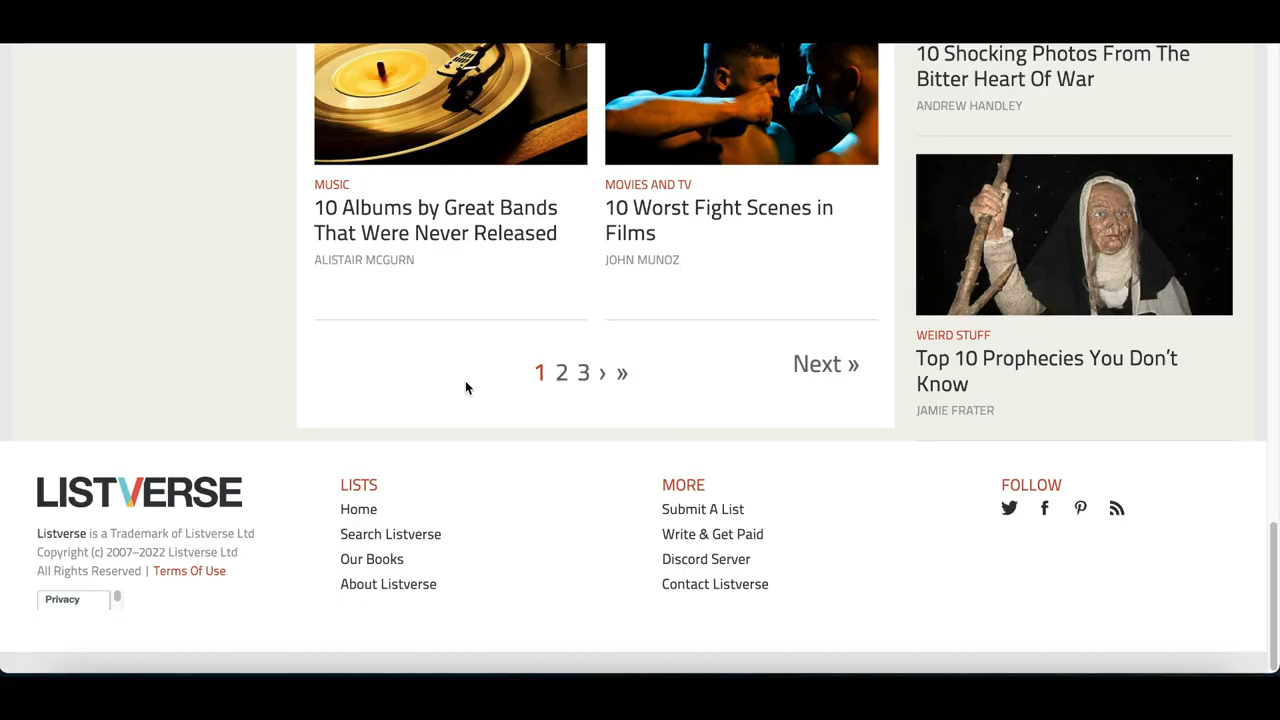 10 Shocking Photos From The
Bitter Heart Of War
ANDREW HANDLEY
MUSIC
10 Albums by Great Bands
That Were Never Released
ALISTAIR MCGURN
MOVIES AND TV
10 Worst Fight Scenes in
Films
JOHN MUNOZ
WEIRD STUFF
Top 10 Prophecies You Don’t
Know
JAMIE FRATER
1 2 3 › »
Next »
LISTVERSE
Listverse is a Trademark of Listverse Ltd
Copyright (c) 2007–2022 Listverse Ltd
All Rights Reserved | Terms Of Use
Privacy
LISTS
Home
Search Listverse
Our Books
About Listverse
MORE
Submit A List
Write & Get Paid
Discord Server
Contact Listverse
FOLLOW